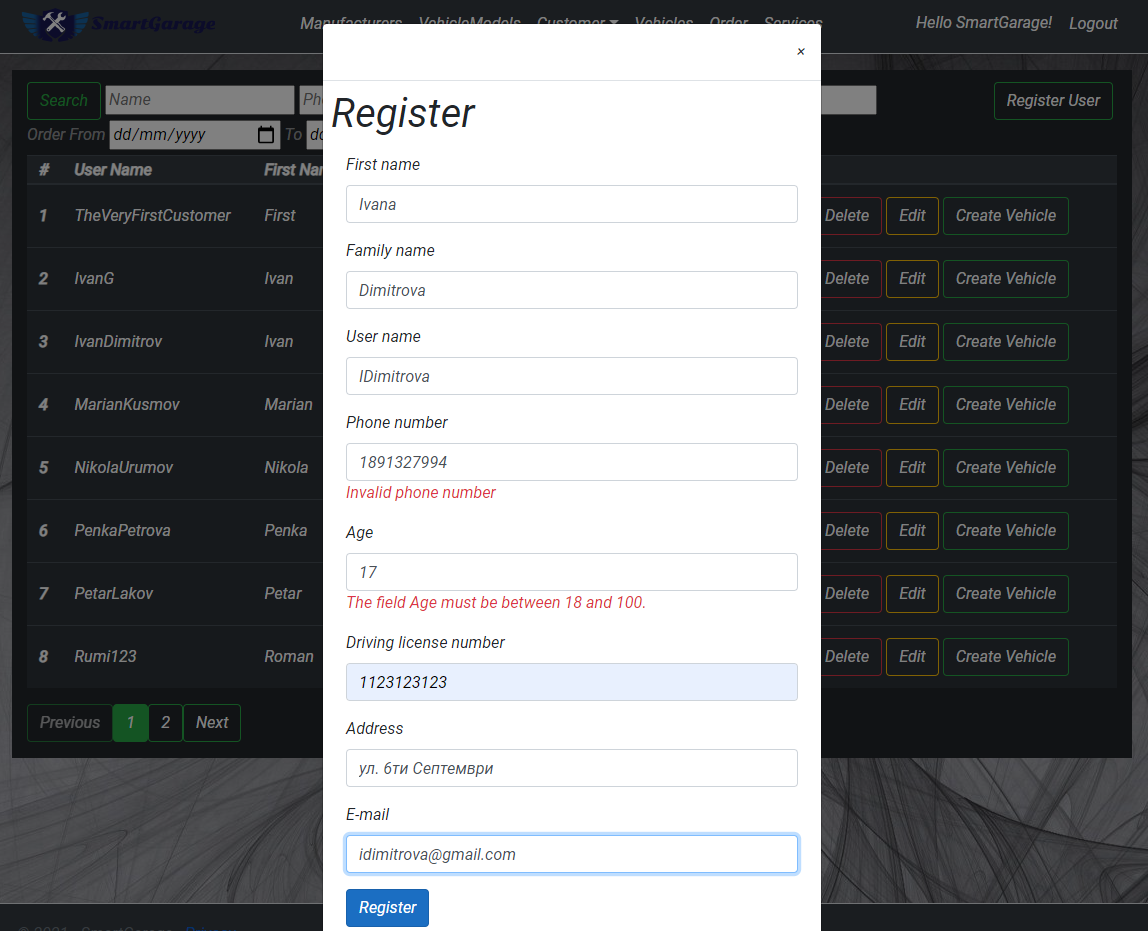 SmartGarage
Manufacturers VehicleModels Customer Vehicles Order Services
Hello SmartGarage! Logout
×
Search Name
Register User
Order From dd/mm/yyyy To
# User Name First
1 TheVeryFirstCustomer First Delete Edit Create Vehicle
2 IvanG Ivan Delete Edit Create Vehicle
3 IvanDimitrov Ivan Delete Edit Create Vehicle
4 MarianKusmov Marian Delete Edit Create Vehicle
5 NikolaUrumov Nikola Delete Edit Create Vehicle
6 PenkaPetrova Penka Delete Edit Create Vehicle
7 PetarLakov Petar Delete Edit Create Vehicle
8 Rumi123 Roman Delete Edit Create Vehicle
Previous 1 2 Next
Register
First name
Ivana
Family name
Dimitrova
User name
IDimitrova
Phone number
1891327994
Invalid phone number
Age
17
The field Age must be between 18 and 100.
Driving license number
1123123123
Address
ул. 6ти Септември
E-mail
idimitrova@gmail.com
Register